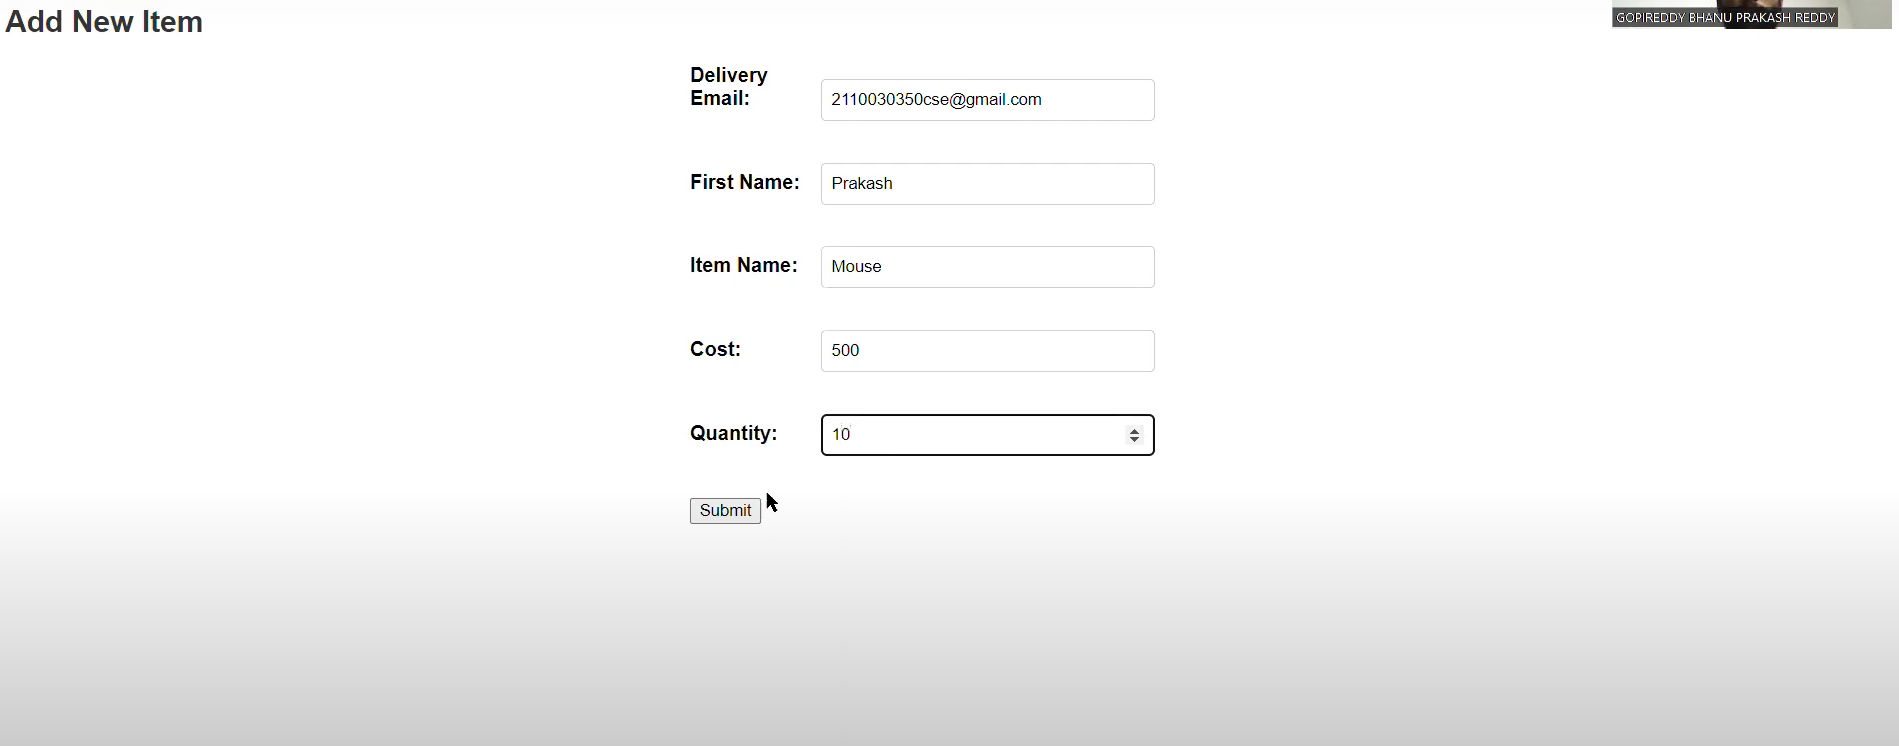 Add New Item
GOPIREDDY BHANU PRAKASH REDDY
Delivery
Email:
2110030350cse@gmail.com
First Name:
Prakash
Item Name:
Mouse
Cost:
500
Quantity:
10
Submit